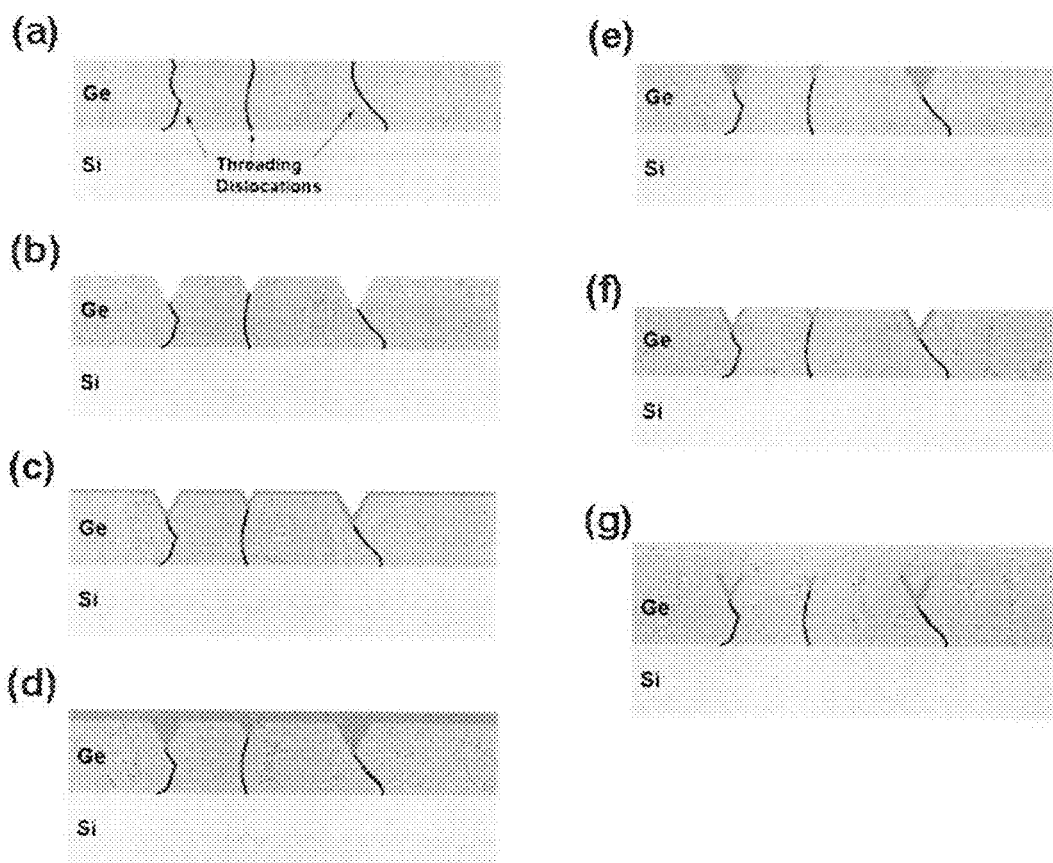 (a)
Ge
Si
Threading
Dislocations
(b)
Ge
Si
(c)
Ge
Si
(d)
Ge
Si
(e)
Ge
Si
(f)
Ge
Si
(g)
Ge
Si